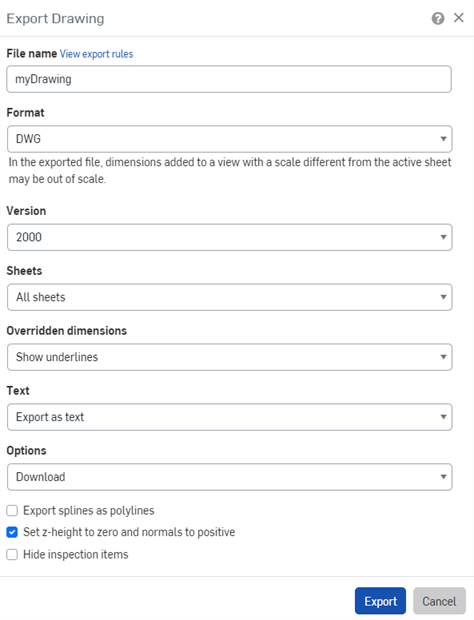 Export Drawing
File name View export rules
myDrawing
Format
DWG
In the exported file, dimensions added to a view with a scale different from the active sheet
may be out of scale.
Version
2000
Sheets
All sheets
Overridden dimensions
Show underlines
Text
Export as text
Options
Download
Export splines as polylines
Set z-height to zero and normals to positive
Hide inspection items
Export Cancel